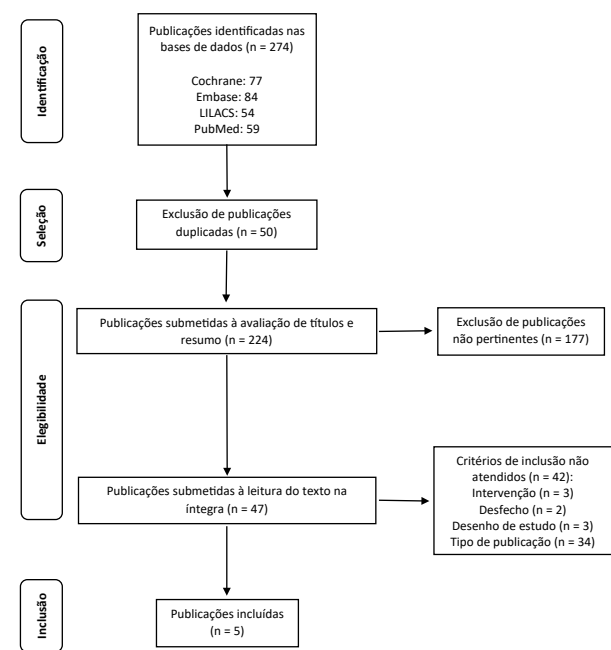 Identificação
Publicações identificadas nas
bases de dados (n = 274)
Cochrane: 77
Embase: 84
LILACS: 54
PubMed: 59
Seleção
Exclusão de publicações
duplicadas (n = 50)
Elegibilidade
Publicações submetidas à avaliação de títulos e
resumo (n = 224)
Exclusão de publicações
não pertinentes (n = 177)
Publicações submetidas à leitura do texto na
íntegra (n = 47)
Critérios de inclusão não
atendidos (n = 42):
Intervenção (n = 3)
Desfecho (n = 2)
Desenho de estudo (n = 3)
Tipo de publicação (n = 34)
Inclusão
Publicações incluídas
(n = 5)